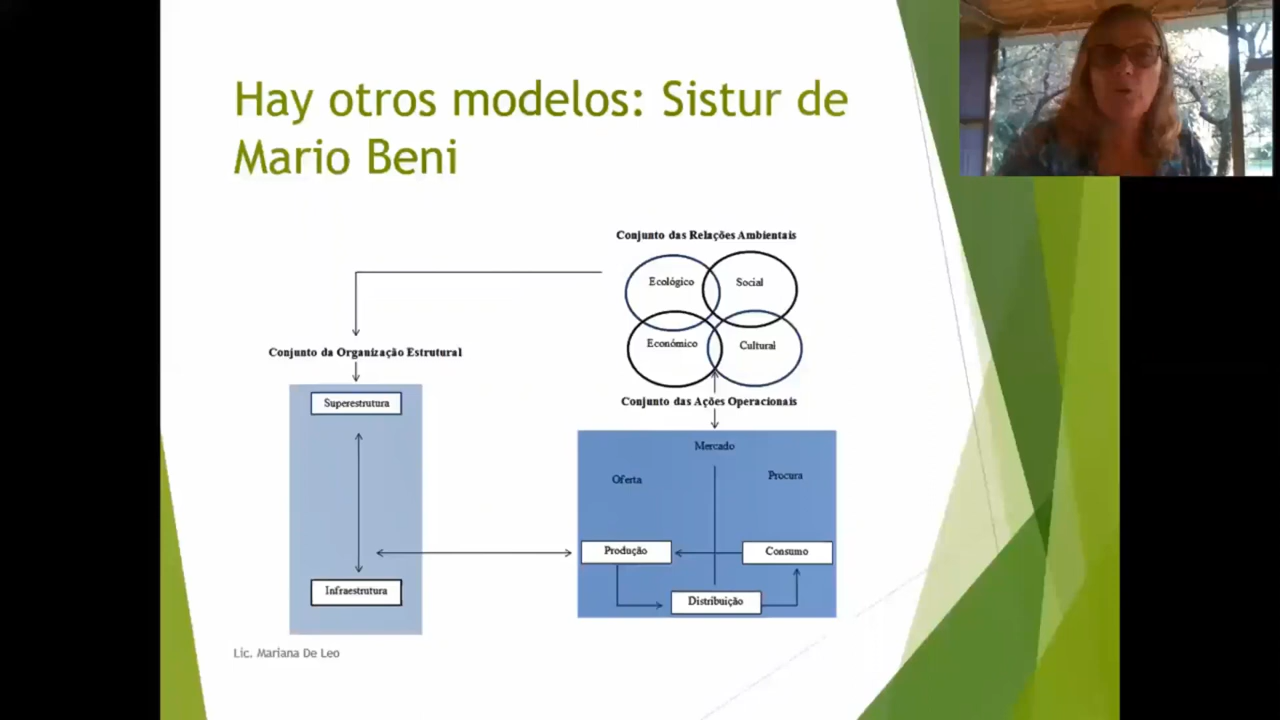 Hay otros modelos: Sistur de
Mario Beni
Conjunto das Relações Ambientais
Ecológico
Social
Económico
Cultural
Conjunto da Organização Estrutural
Superestrutura
Infraestrutura
Conjunto das Ações Operacionais
Mercado
Oferta
Procura
Produção
Consumo
Distribuição
Lic. Mariana De Leo